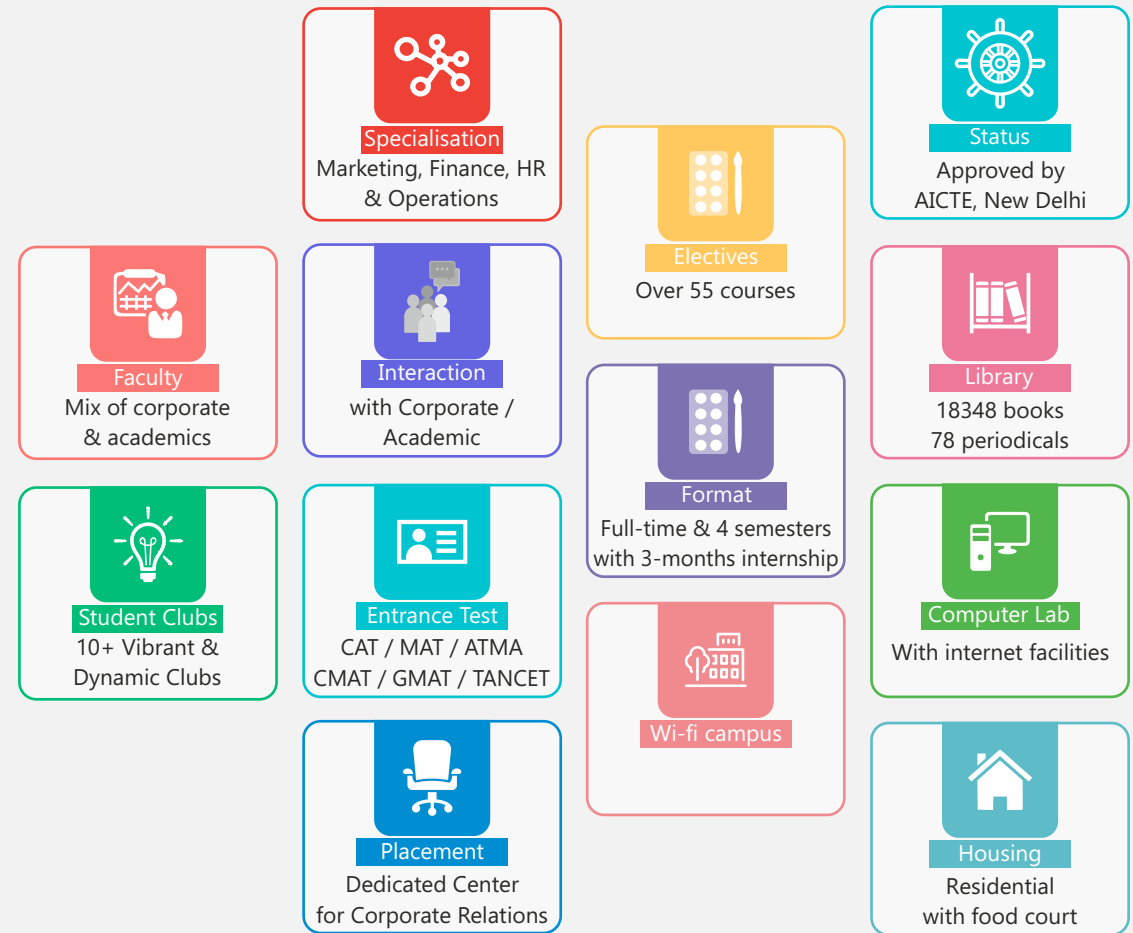 Specialisation
Marketing, Finance, HR
& Operations
Status
Approved by
AICTE, New Delhi
Electives
Over 55 courses
Faculty
Mix of corporate
& academics
Interaction
with Corporate /
Academic
Library
18348 books
78 periodicals
Format
Full-time & 4 semesters
with 3-months internship
Student Clubs
10+ Vibrant &
Dynamic Clubs
Entrance Test
CAT / MAT / ATMA
CMAT / GMAT / TANCET
Computer Lab
With internet facilities
Wi-fi campus
Placement
Dedicated Center
for Corporate Relations
Housing
Residential
with food court